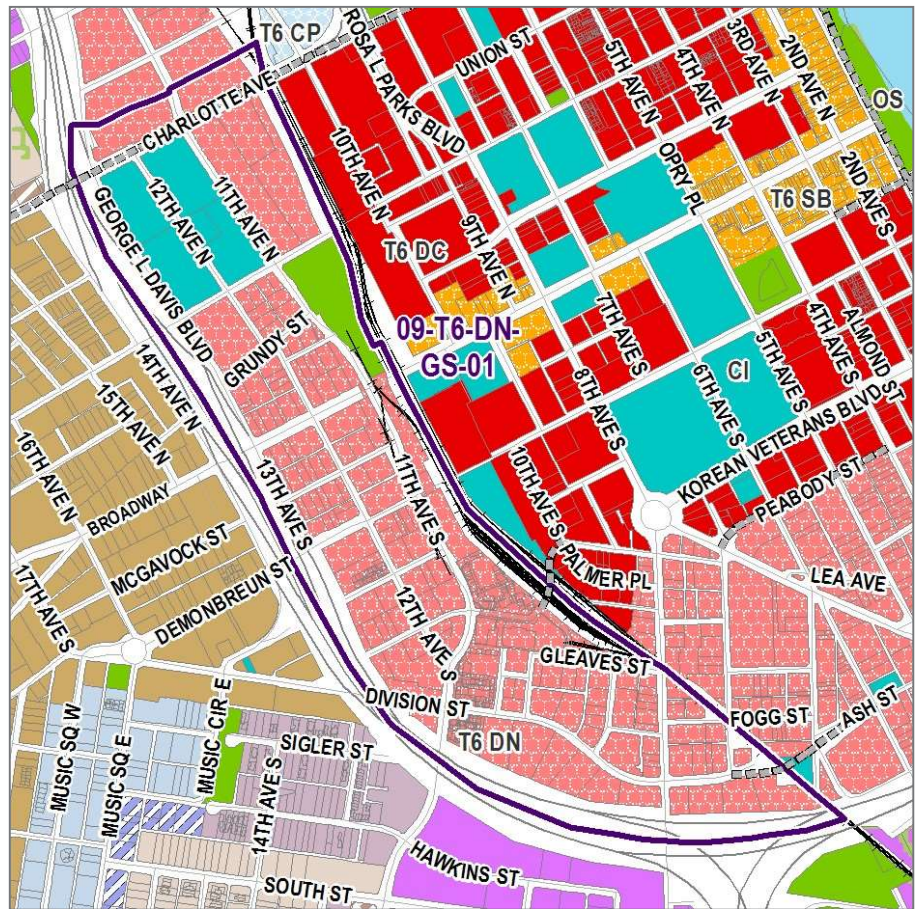 T6 CP
ROSA L PARKS BLVD
UNION ST
5TH AVE N
4TH AVE N
3RD AVE N
2ND AVE N
OS
CHARLOTTE AVE
10TH AVE N
OPRY PL
T6 SB
2ND AVE S
GEORGE L DAVIS BLVD
12TH AVE N
11TH AVE N
T6 DC
9TH AVE N
09-T6-DN-
GS-01
7TH AVE S
8TH AVE S
GRUNDY ST
14TH AVE N
15TH AVE N
16TH AVE N
CI
6TH AVE S
5TH AVE S
4TH AVE S
ALMOND ST
KOREAN VETERANS BLVD
PEABODY ST
BROADWAY
13TH AVE S
11TH AVE S
10TH AVE S
PALMER PL
LEA AVE
MCGAVOCK ST
DEMONBREUN ST
17TH AVE S
12TH AVE S
GLEAVES ST
DIVISION ST
T6 DN
FOGG ST
ASH ST
MUSIC SQ W
MUSIC SQ E
MUSIC CIR E
SIGLER ST
14TH AVE S
HAWKINS ST
SOUTH ST